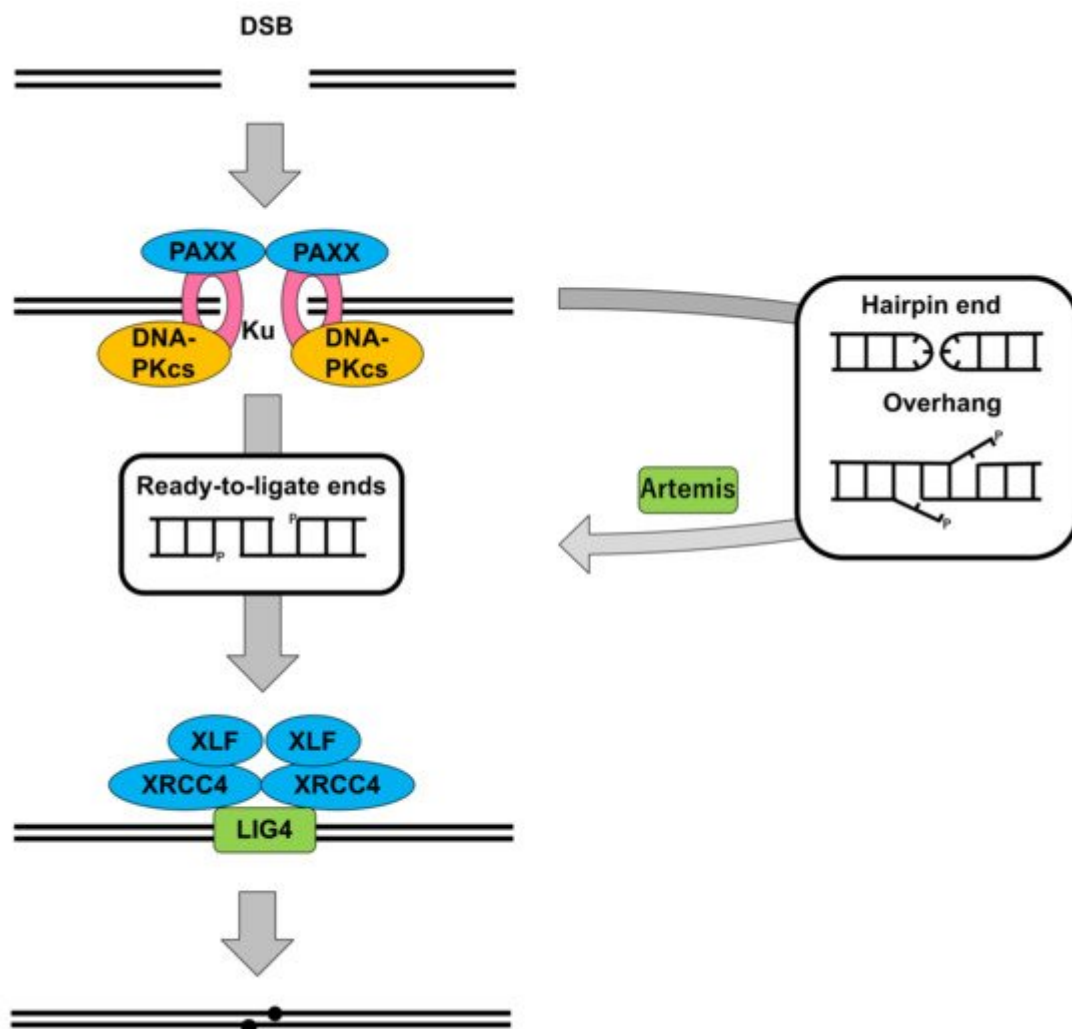 DSB
PAXX
PAXX
Ku
DNA-
PKcs
DNA-
PKcs
Hairpin end
Overhang
P
P
Artemis
Ready-to-ligate ends
P
P
XLF
XLF
XRCC4
XRCC4
LIG4